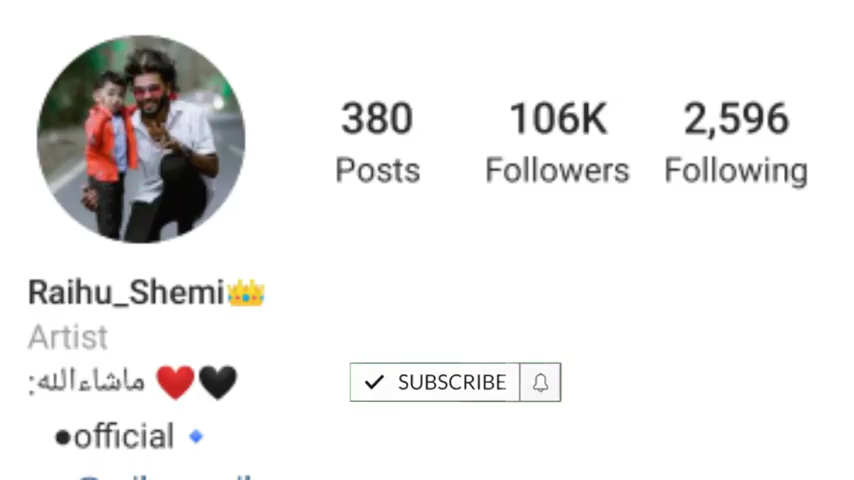 380 106K 2,596
Posts Followers Following
Raihu_Shemi👑
Artist
ماشاءالله:❤️🖤
✓ SUBSCRIBE
●official🔹